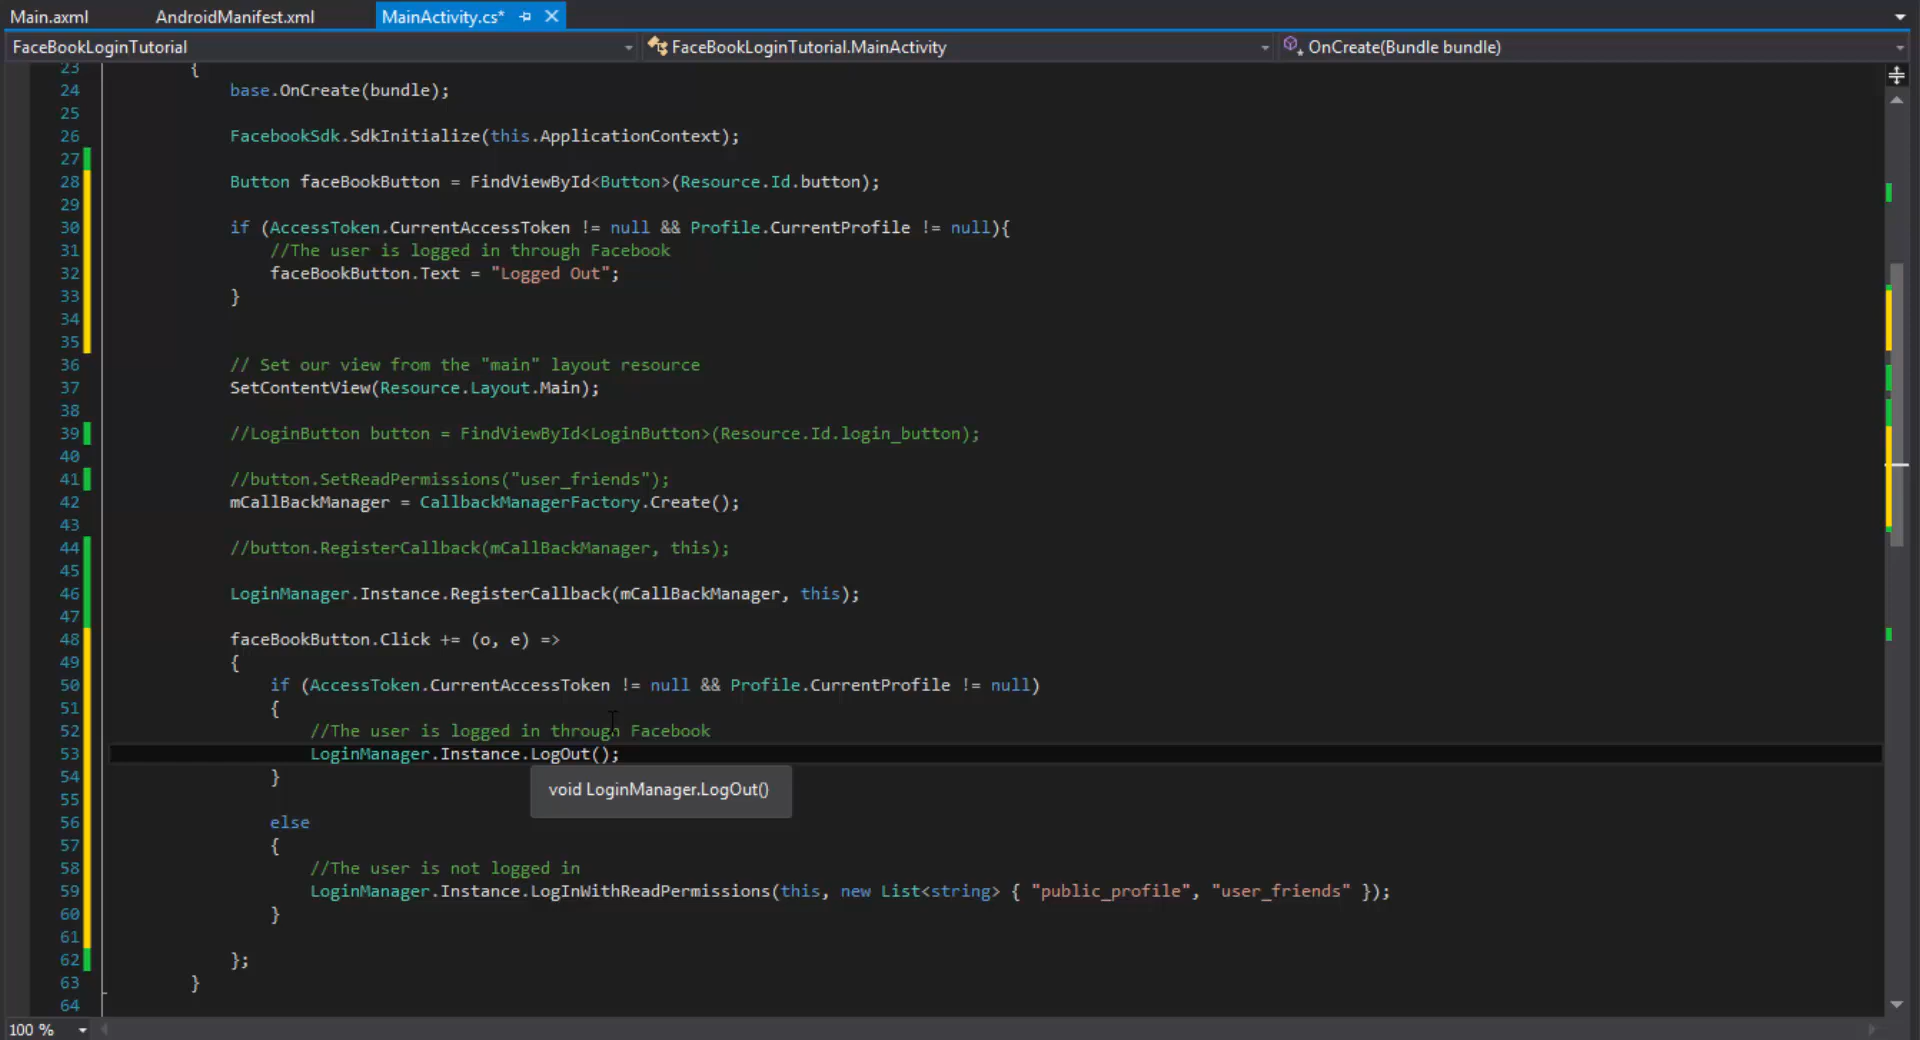 Main.axml AndroidManifest.xml MainActivity.cs*
FaceBookLoginTutorial FaceBookLoginTutorial.MainActivity OnCreate(Bundle bundle)
23 {
24 base.OnCreate(bundle);
25
26 FacebookSdk.SdkInitialize(this.ApplicationContext);
27
28 Button faceBookButton = FindViewById<Button>(Resource.Id.button);
29
30 if (AccessToken.CurrentAccessToken != null && Profile.CurrentProfile != null){
31 //The user is logged in through Facebook
32 faceBookButton.Text = "Logged Out";
33 }
34
35
36 // Set our view from the "main" layout resource
37 SetContentView(Resource.Layout.Main);
38
39 //LoginButton button = FindViewById<LoginButton>(Resource.Id.login_button);
40
41 //button.SetReadPermissions("user_friends");
42 mCallBackManager = CallbackManagerFactory.Create();
43
44 //button.RegisterCallback(mCallBackManager, this);
45
46 LoginManager.Instance.RegisterCallback(mCallBackManager, this);
47
48 faceBookButton.Click += (o, e) =>
49 {
50 if (AccessToken.CurrentAccessToken != null && Profile.CurrentProfile != null)
51 {
52 //The user is logged in through Facebook
53 LoginManager.Instance.LogOut();
54 }
void LoginManager.LogOut()
55
56 else
57 {
58 //The user is not logged in
59 LoginManager.Instance.LogInWithReadPermissions(this, new List<string> { "public_profile", "user_friends" });
60 }
61
62 };
63 }
64
100 %